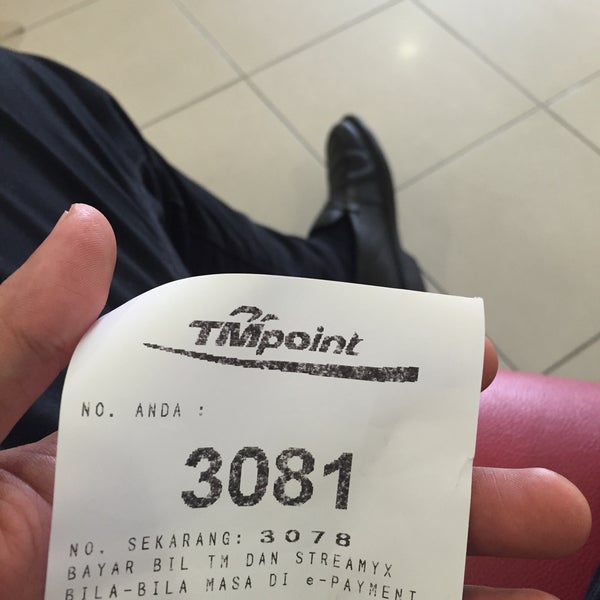 TMpoint
NO. ANDA :
3081
NO. SEKARANG: 3078
BAYAR BIL TM DAN STREAMYX
BILA-BILA MASA DI e-PAYMENT